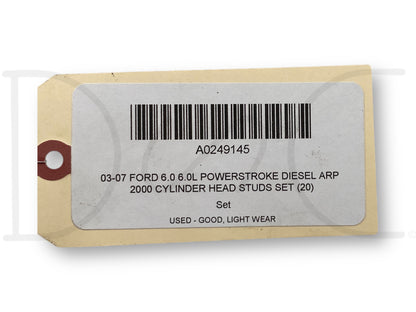 A0249145
03-07 FORD 6.0 6.0L POWERSTROKE DIESEL ARP
2000 CYLINDER HEAD STUDS SET (20)
Set
USED - GOOD, LIGHT WEAR